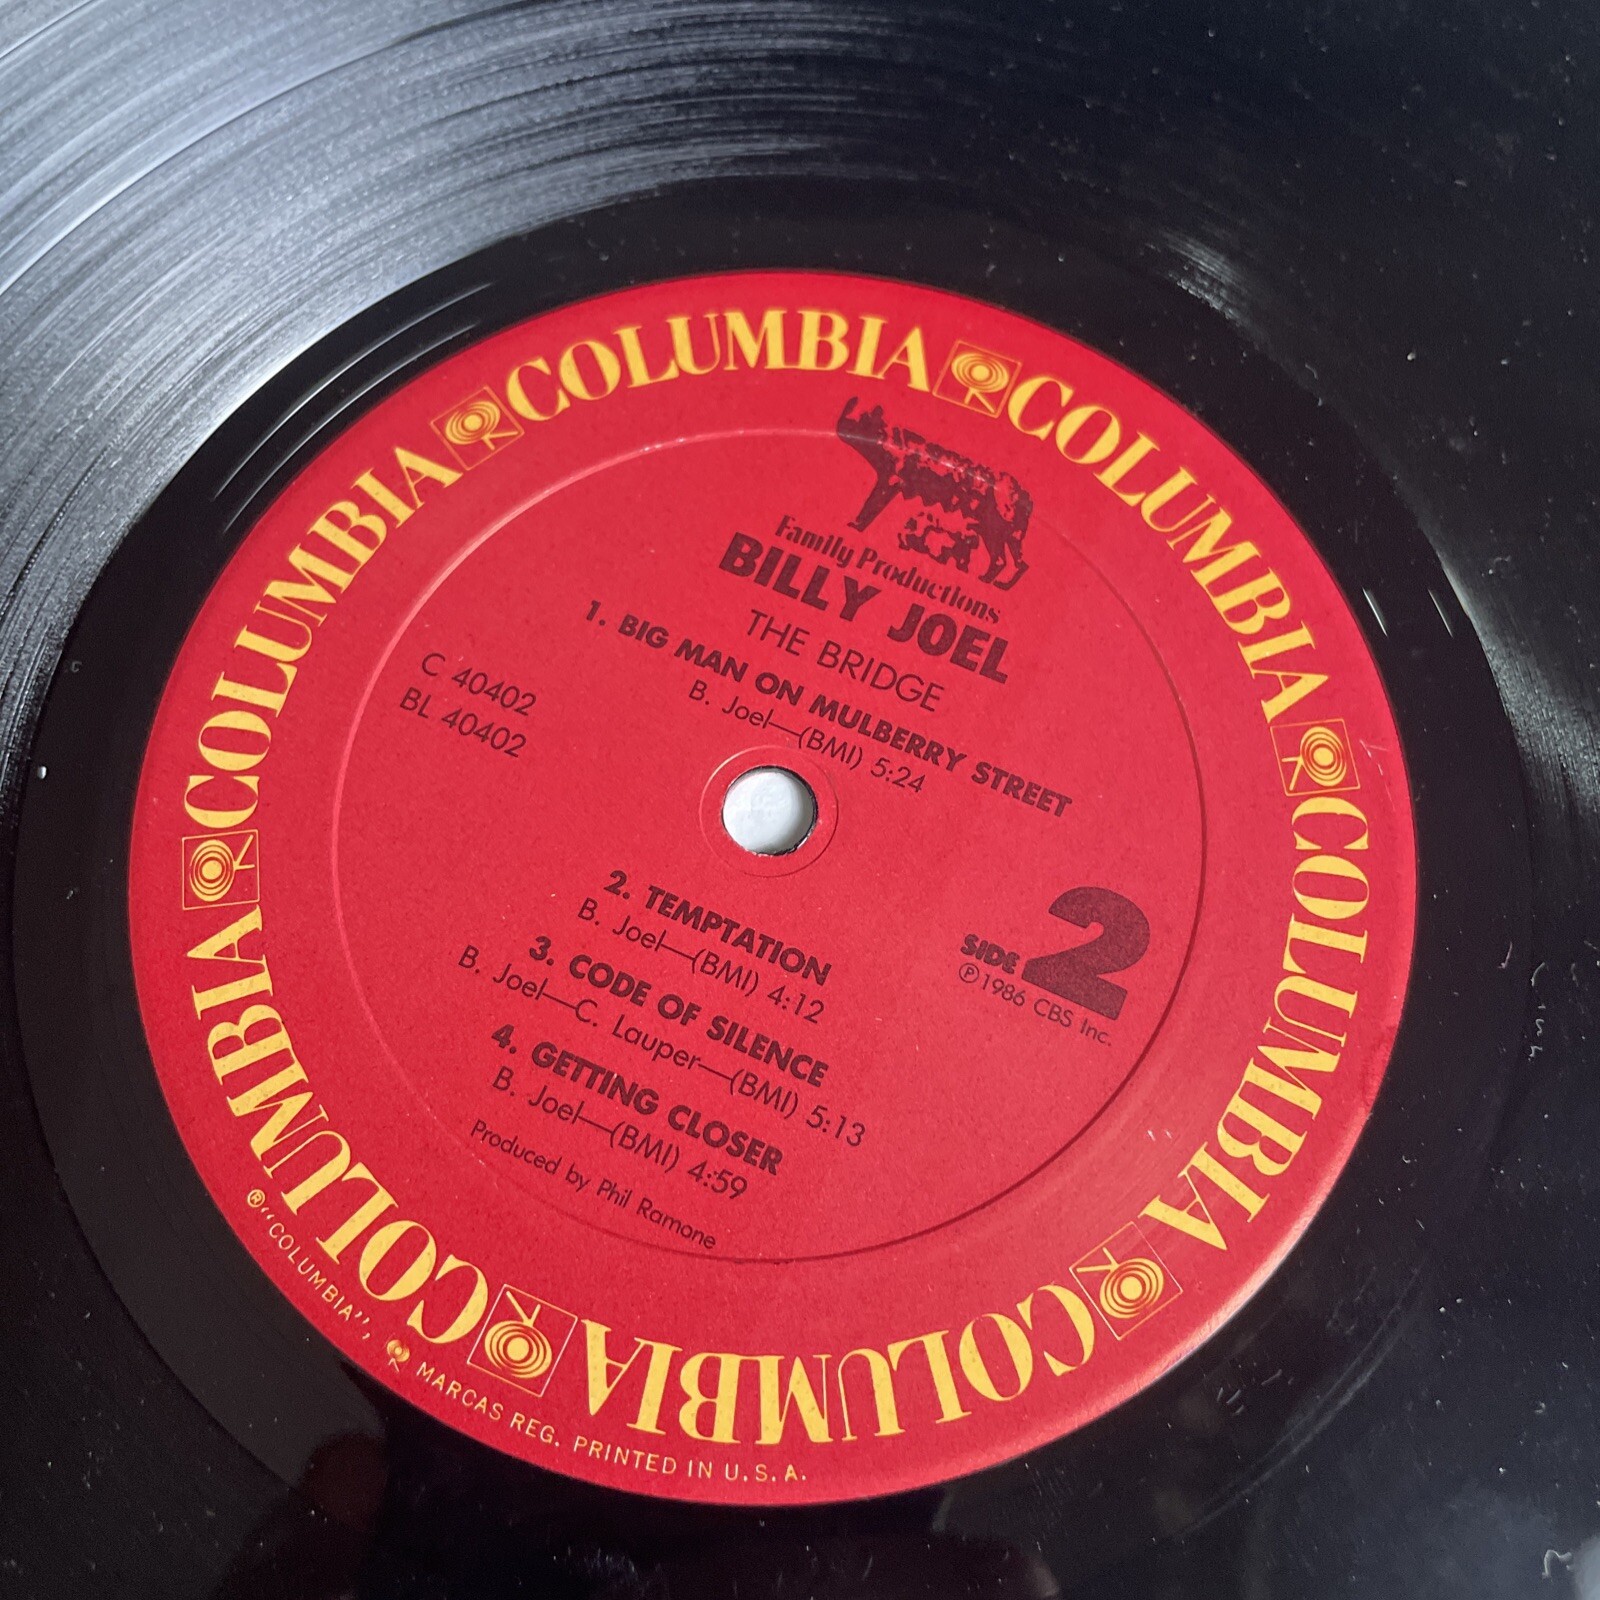 COLUMBIA COLUMBIA COLUMBIA COLUMBIA COLUMBIA COLUMBIA
Family Productions
BILLY JOEL
THE BRIDGE
1. BIG MAN ON MULBERRY STREET
B. Joel—(BMI) 5:24
C 40402
BL 40402
2. TEMPTATION
B. Joel—(BMI) 4:12
3. CODE OF SILENCE
B. Joel—C. Lauper—(BMI) 5:13
4. GETTING CLOSER
B. Joel—(BMI) 4:59
Produced by Phil Ramone
SIDE 2
℗1986 CBS Inc.
®“COLUMBIA”, MARCAS REG. PRINTED IN U.S.A.